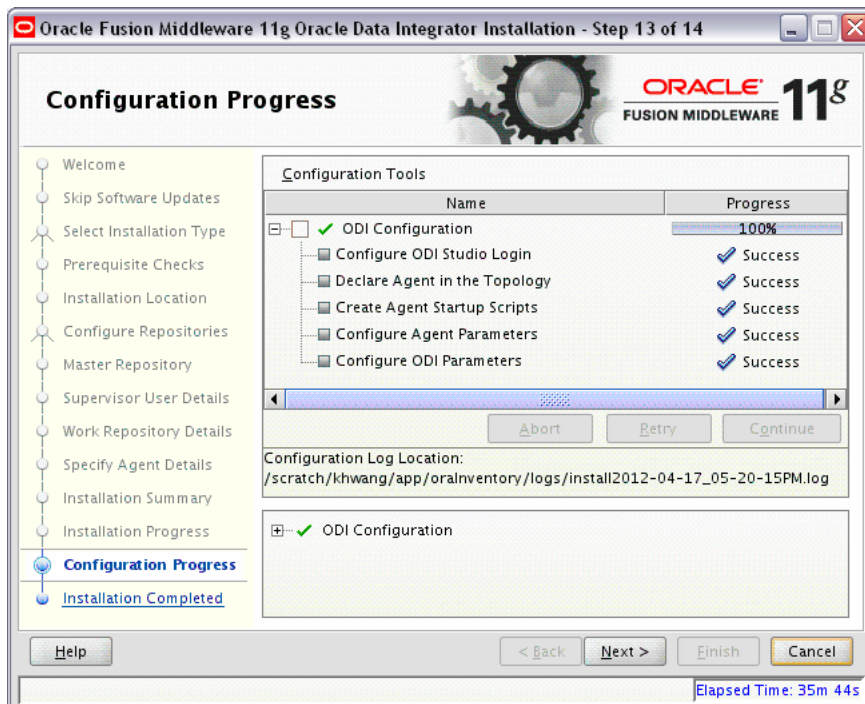 Oracle Fusion Middleware 11g Oracle Data Integrator Installation - Step 13 of 14
Configuration Progress
ORACLE
FUSION MIDDLEWARE 11g
Welcome
Skip Software Updates
Select Installation Type
Prerequisite Checks
Installation Location
Configure Repositories
Master Repository
Supervisor User Details
Work Repository Details
Specify Agent Details
Installation Summary
Installation Progress
Configuration Progress
Installation Completed
Configuration Tools
Name Progress
ODI Configuration 100%
Configure ODI Studio Login Success
Declare Agent in the Topology Success
Create Agent Startup Scripts Success
Configure Agent Parameters Success
Configure ODI Parameters Success
Abort Retry Continue
Configuration Log Location:
/scratch/khwang/app/oraInventory/logs/install2012-04-17_05-20-15PM.log
ODI Configuration
Help < Back Next > Finish Cancel
Elapsed Time: 35m 44s